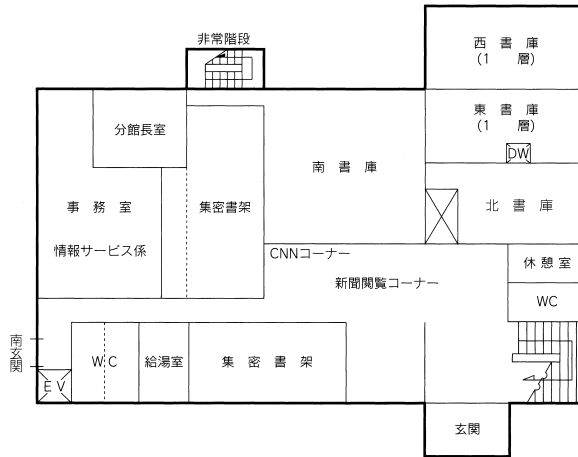 西書庫
(1 層)
非常階段
東書庫
(1 層)
分館長室
DW
南書庫
事務室
集密書架
北書庫
情報サービス係
CNNコーナー
休憩室
新聞閲覧コーナー
WC
南玄関
WC
給湯室
集密書架
EV
玄関